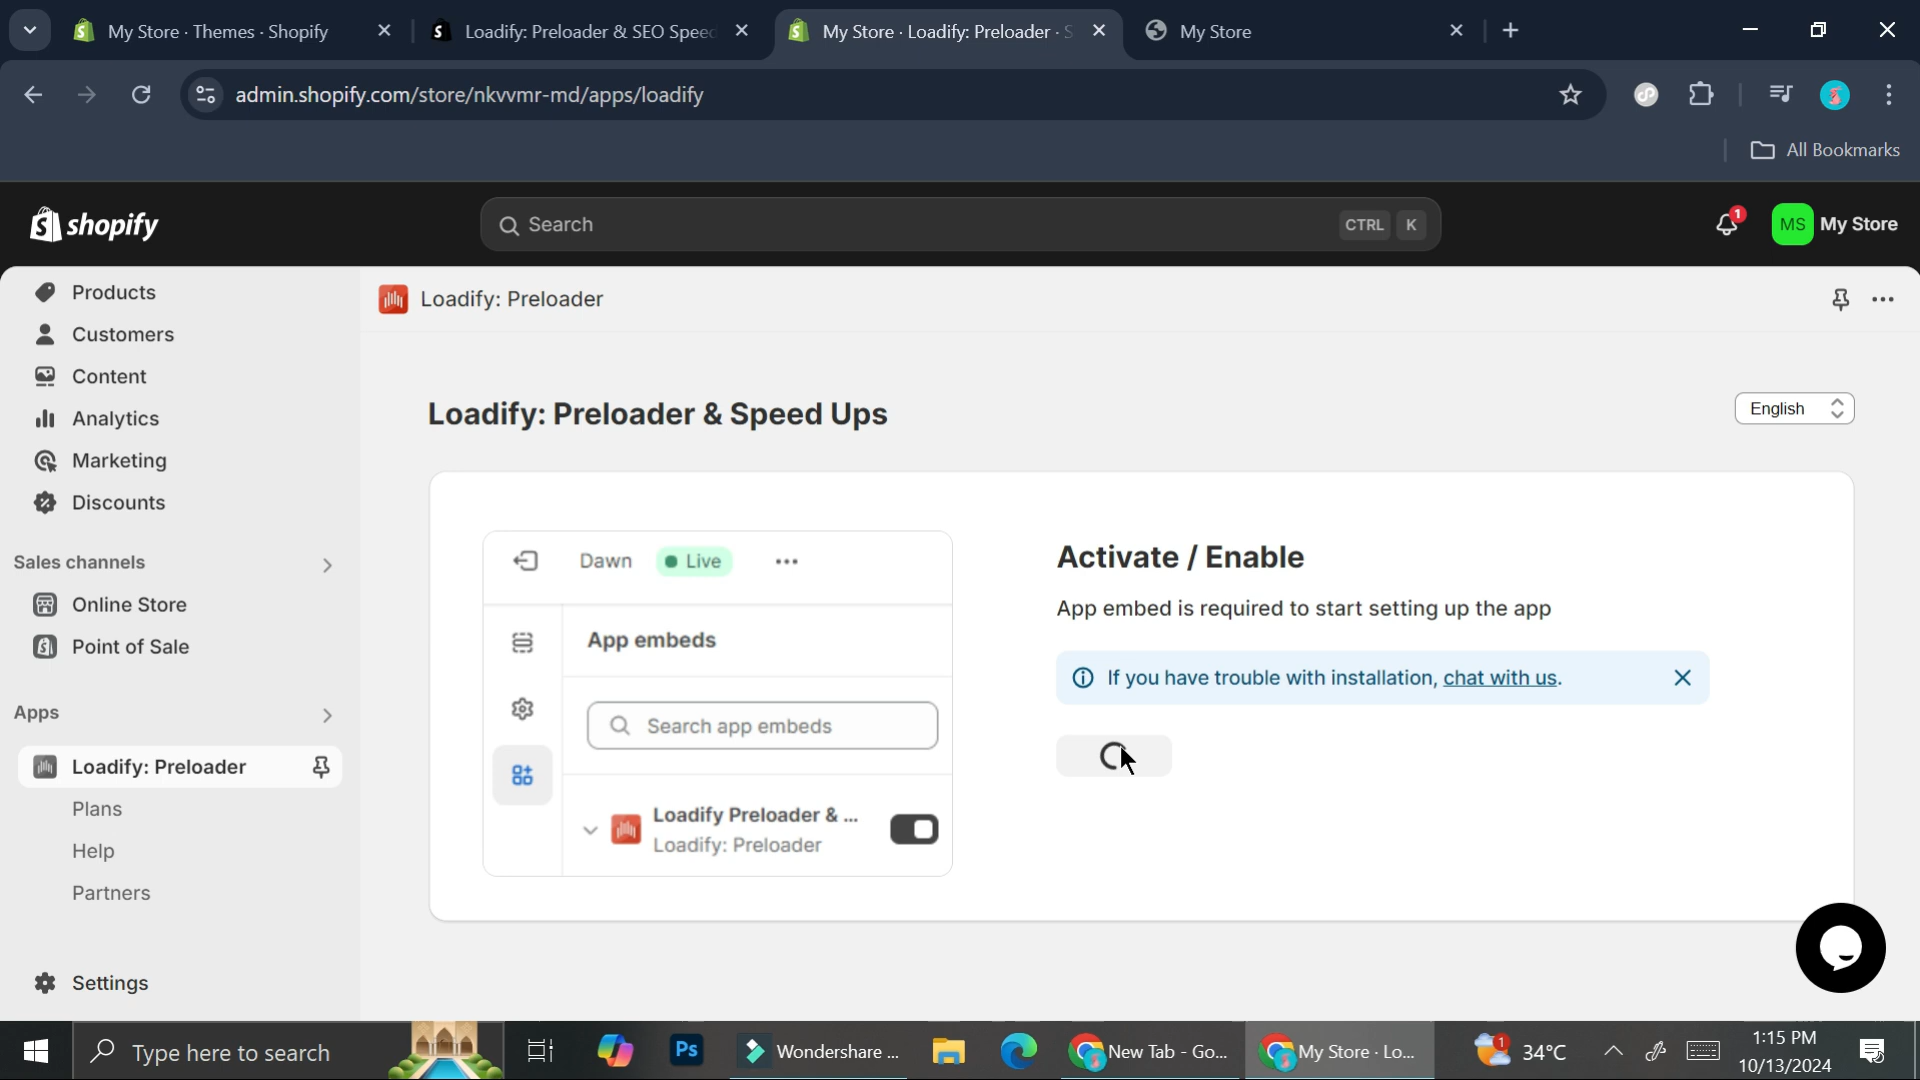 My Store · Themes · Shopify
Loadify: Preloader & SEO Speed
My Store · Loadify: Preloader · S
My Store
admin.shopify.com/store/nkvvmr-md/apps/loadify
All Bookmarks
shopify
Search
CTRL K
1
MS My Store
Products
Customers
Content
Analytics
Marketing
Discounts
Sales channels
Online Store
Point of Sale
Apps
Loadify: Preloader
Plans
Help
Partners
Settings
Loadify: Preloader
Loadify: Preloader & Speed Ups
English
Dawn Live
App embeds
Search app embeds
Loadify Preloader & ...
Loadify: Preloader
Activate / Enable
App embed is required to start setting up the app
If you have trouble with installation, chat with us.
Type here to search
Ps
Wondershare ...
New Tab - Go...
My Store · Lo...
1
34°C
1:15 PM
10/13/2024